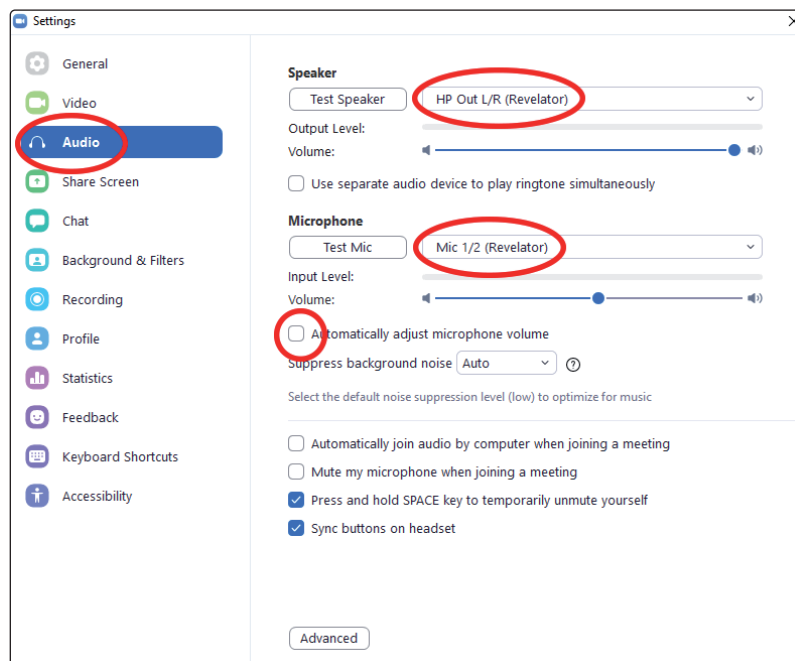 Settings
General
Video
Audio
Share Screen
Chat
Background & Filters
Recording
Profile
Statistics
Feedback
Keyboard Shortcuts
Accessibility
Speaker
Test Speaker
HP Out L/R (Revelator)
Output Level:
Volume:
Use separate audio device to play ringtone simultaneously
Microphone
Test Mic
Mic 1/2 (Revelator)
Input Level:
Volume:
Automatically adjust microphone volume
Suppress background noise Auto
Select the default noise suppression level (low) to optimize for music
Automatically join audio by computer when joining a meeting
Mute my microphone when joining a meeting
Press and hold SPACE key to temporarily unmute yourself
Sync buttons on headset
Advanced